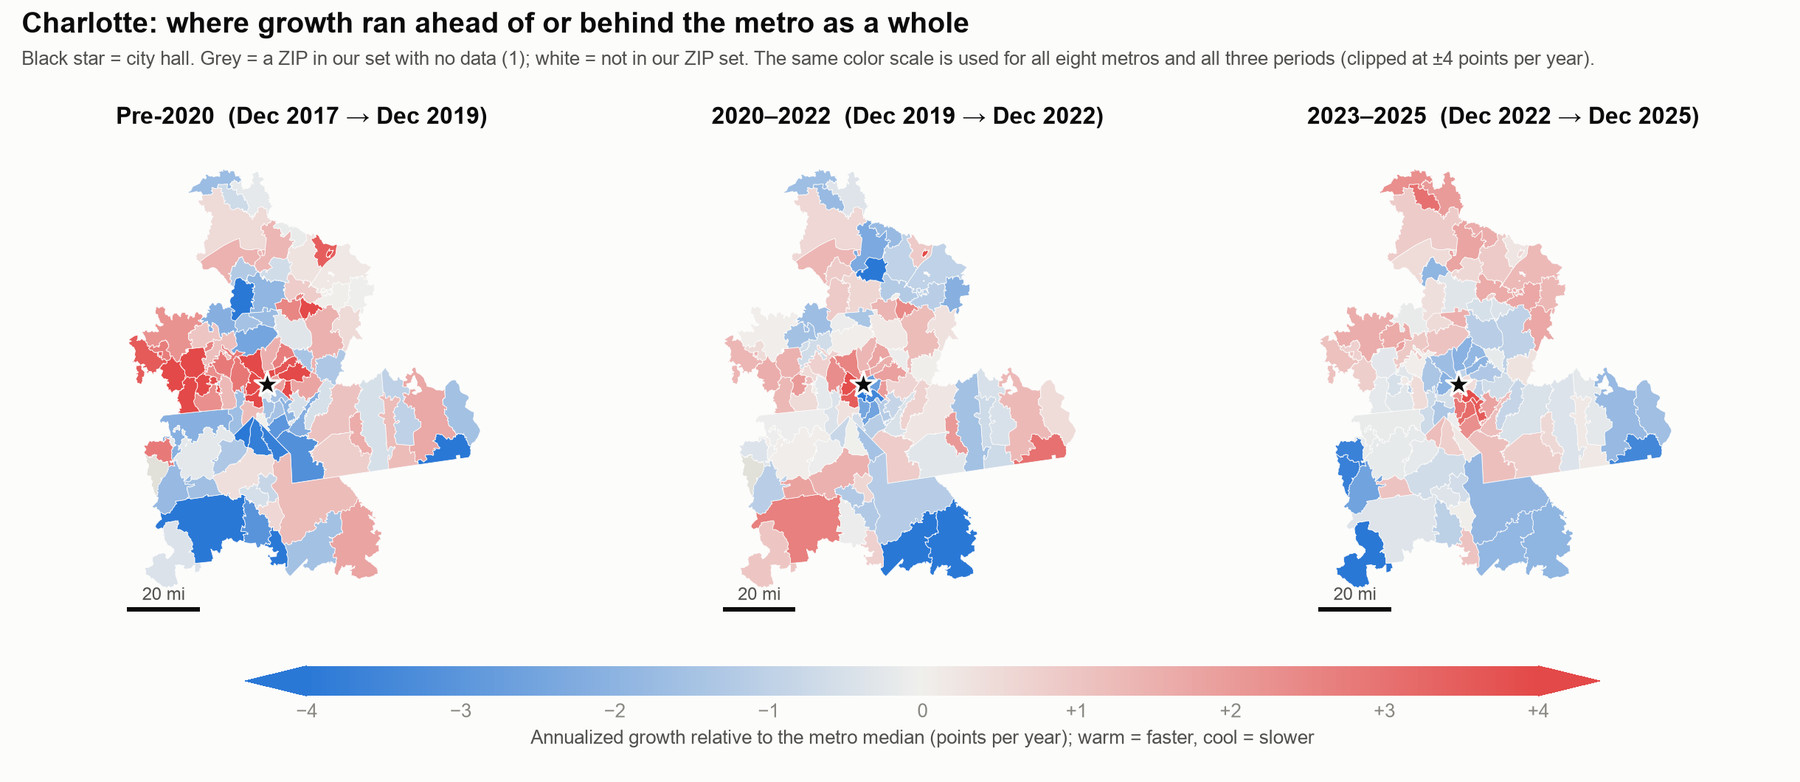 Charlotte: where growth ran ahead of or behind the metro as a whole
Black star = city hall. Grey = a ZIP in our set with no data (1); white = not in our ZIP set. The same color scale is used for all eight metros and all three periods (clipped at ±4 points per year).
Pre-2020  (Dec 2017 → Dec 2019)
2020–2022  (Dec 2019 → Dec 2022)
2023–2025  (Dec 2022 → Dec 2025)
20 mi
20 mi
20 mi
−4 −3 −2 −1 0 +1 +2 +3 +4
Annualized growth relative to the metro median (points per year); warm = faster, cool = slower